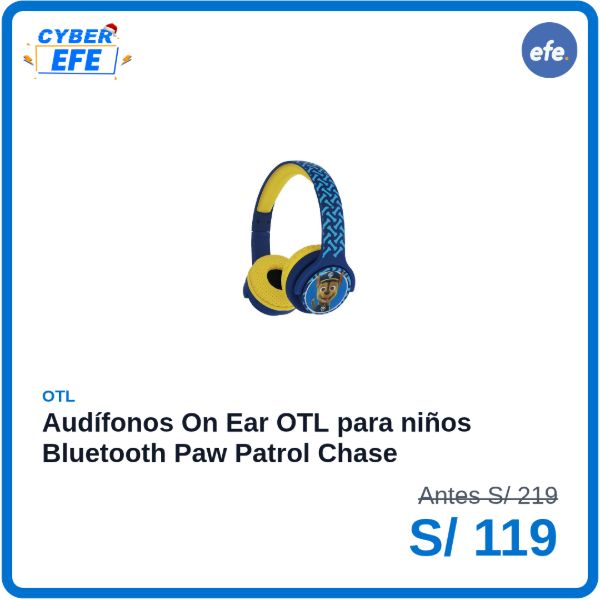 CYBER
EFE
efe.
OTL
Audífonos On Ear OTL para niños
Bluetooth Paw Patrol Chase
Antes S/ 219
S/ 119